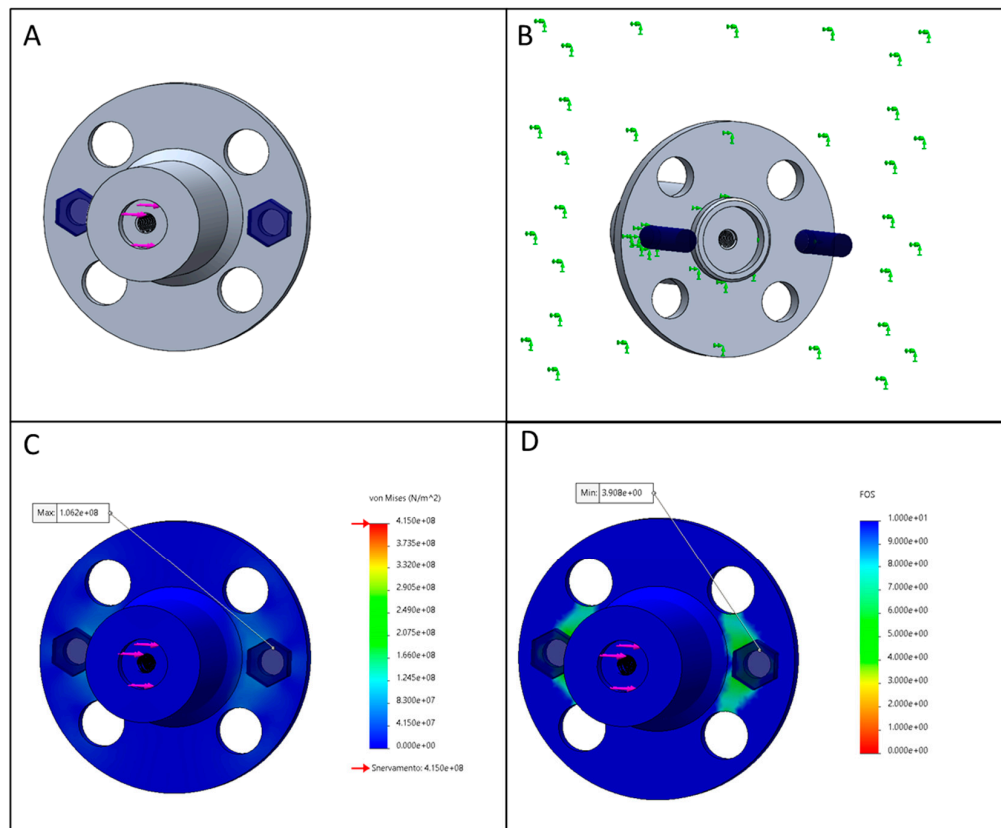 A
B
C
Max: 1.062e+08
von Mises (N/m^2)
4.150e+08
3.735e+08
3.320e+08
2.905e+08
2.490e+08
2.075e+08
1.660e+08
1.245e+08
8.300e+07
4.150e+07
0.000e+00
Snervamento: 4.150e+08
D
Min: 3.908e+00
FOS
1.000e+01
9.000e+00
8.000e+00
7.000e+00
6.000e+00
5.000e+00
4.000e+00
3.000e+00
2.000e+00
1.000e+00
0.000e+00